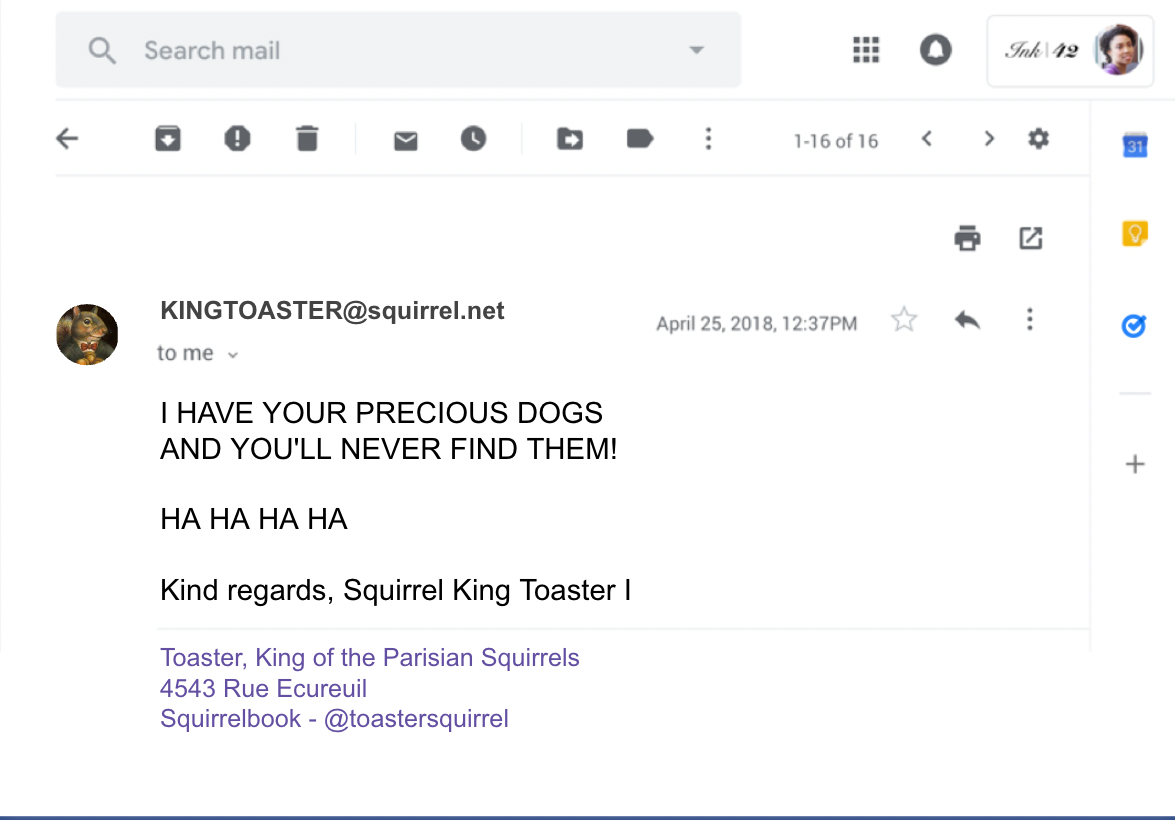 Search mail
Ink|42
1-16 of 16
31
KINGTOASTER@squirrel.net
April 25, 2018, 12:37PM
to me
I HAVE YOUR PRECIOUS DOGS
AND YOU'LL NEVER FIND THEM!
HA HA HA HA
Kind regards, Squirrel King Toaster I
Toaster, King of the Parisian Squirrels
4543 Rue Ecureuil
Squirrelbook - @toastersquirrel